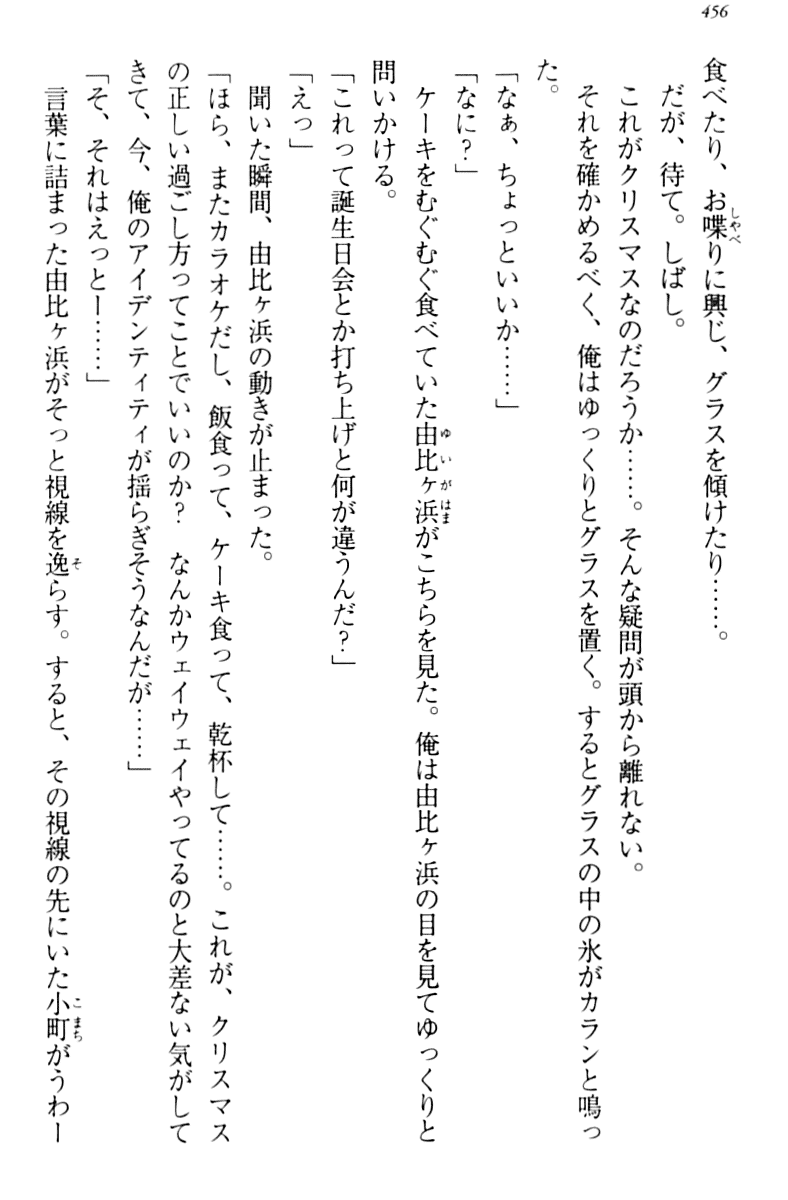 456
食べたり、お喋りに興じ、グラスを傾けたり……。
だが、待て。しばし。
これがクリスマスなのだろうか……。そんな疑問が頭から離れない。
それを確かめるべく、俺はゆっくりとグラスを置く。するとグラスの中の氷がカランと鳴っ
た。
「なぁ、ちょっといいか……」
「なに？」
ケーキをむぐむぐ食べていた由比ヶ浜がこちらを見た。俺は由比ヶ浜の目を見てゆっくりと
問いかける。
「これって誕生日会とか打ち上げと何が違うんだ？」
「えっ」
聞いた瞬間、由比ヶ浜の動きが止まった。
「ほら、またカラオケだし、飯食って、ケーキ食って、乾杯して……。これが、クリスマス
の正しい過ごし方ってことでいいのか？　なんかウェイウェイやってるのと大差ない気がして
きて、今、俺のアイデンティティが揺らぎそうなんだが……」
「そ、それはえっとー……」
言葉に詰まった由比ヶ浜がそっと視線を逸らす。すると、その視線の先にいた小町がうわー